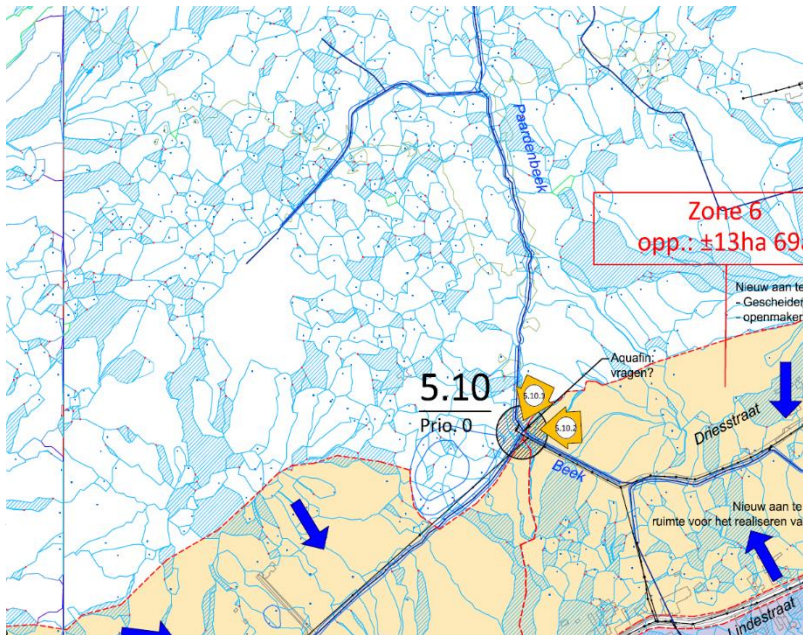 Paardenbeek
Zone 6
opp.: ±13ha 69a
Nieuw aan te
- Gescheiden
- openmaken
Aquafin:
vragen?
5.10
Prio. 0
5.10.3
5.10.2
Driesstraat
Beek
Nieuw aan te
ruimte voor het realiseren va
Lindestraat